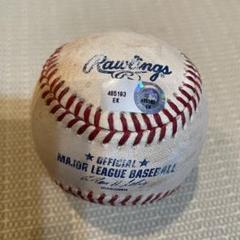 Rawlings
485193
EK
OFFICIAL
MAJOR LEAGUE BASEBALL